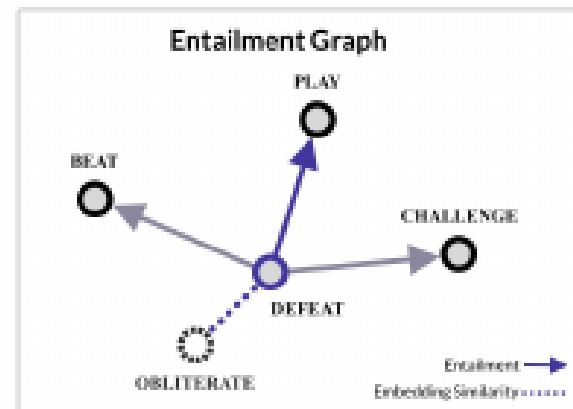 Entailment Graph
PLAY
BEAT
CHALLENGE
DEFEAT
OBLITERATE
Entailment
Embedding Similarity